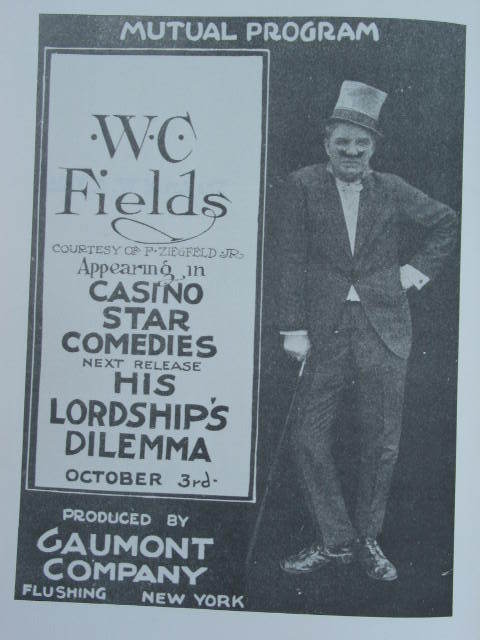 MUTUAL PROGRAM
·W·C·
Fields
COURTESY OF F·ZIEGFELD JR.
Appearing in
CASINO
STAR
COMEDIES
NEXT RELEASE
HIS
LORDSHIP'S
DILEMMA
OCTOBER 3rd·
PRODUCED BY
GAUMONT
COMPANY
FLUSHING NEW YORK